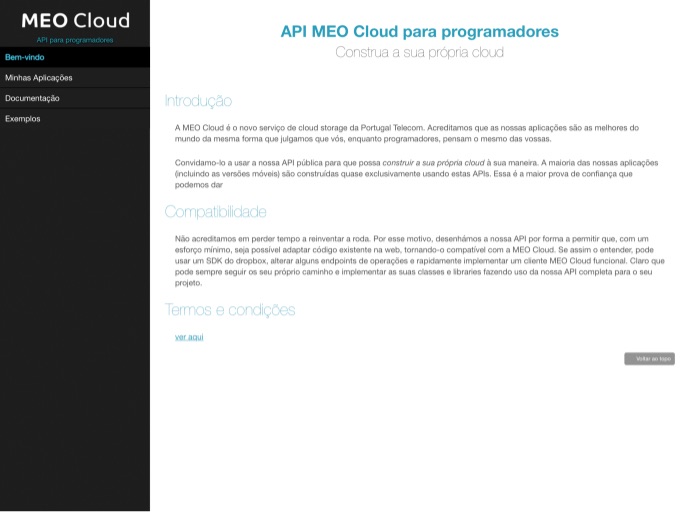 MEO Cloud
API para programadores
Bem-vindo
Minhas Aplicações
Documentação
Exemplos
API MEO Cloud para programadores
Construa a sua própria cloud
Introdução
A MEO Cloud é o novo serviço de cloud storage da Portugal Telecom. Acreditamos que as nossas aplicações são as melhores do
mundo da mesma forma que julgamos que vós, enquanto programadores, pensam o mesmo das vossas.
Convidamo-lo a usar a nossa API pública para que possa construir a sua própria cloud à sua maneira. A maioria das nossas aplicações
(incluindo as versões móveis) são construídas quase exclusivamente usando estas APIs. Essa é a maior prova de confiança que
podemos dar
Compatibilidade
Não acreditamos em perder tempo a reinventar a roda. Por esse motivo, desenhámos a nossa API por forma a permitir que, com um
esforço mínimo, seja possível adaptar código existente na web, tornando-o compatível com a MEO Cloud. Se assim o entender, pode
usar um SDK do dropbox, alterar alguns endpoints de operações e rapidamente implementar um cliente MEO Cloud funcional. Claro que
pode sempre seguir os seu próprio caminho e implementar as suas classes e libraries fazendo uso da nossa API completa para o seu
projeto.
Termos e condições
ver aqui
Voltar ao topo